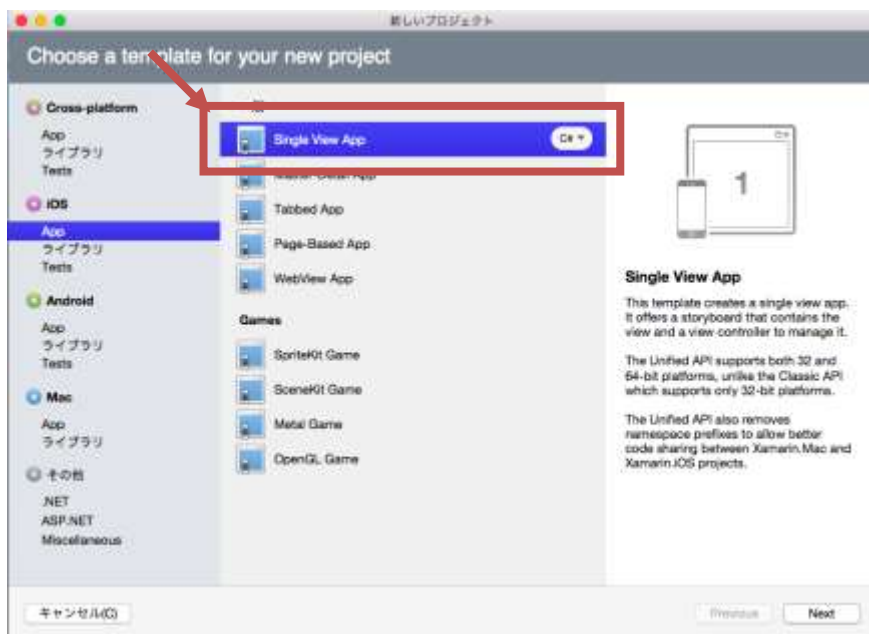 新しいプロジェクト
Choose a template for your new project
Cross-platform
App
ライブラリ
Tests
iOS
App
ライブラリ
Tests
Android
App
ライブラリ
Tests
Mac
App
ライブラリ
その他
.NET
ASP.NET
Miscellaneous
Single View App
C#
Master-Detail App
Tabbed App
Page-Based App
WebView App
Games
SpriteKit Game
SceneKit Game
Metal Game
OpenGL Game
C#
1
Single View App
This template creates a single view app.
It offers a storyboard that contains the
view and a view controller to manage it.
The Unified API supports both 32 and
64-bit platforms, unlike the Classic API
which supports only 32-bit platforms.
The Unified API also removes
namespace prefixes to allow better
code sharing between Xamarin.Mac and
Xamarin.iOS projects.
キャンセル(C)
Previous
Next